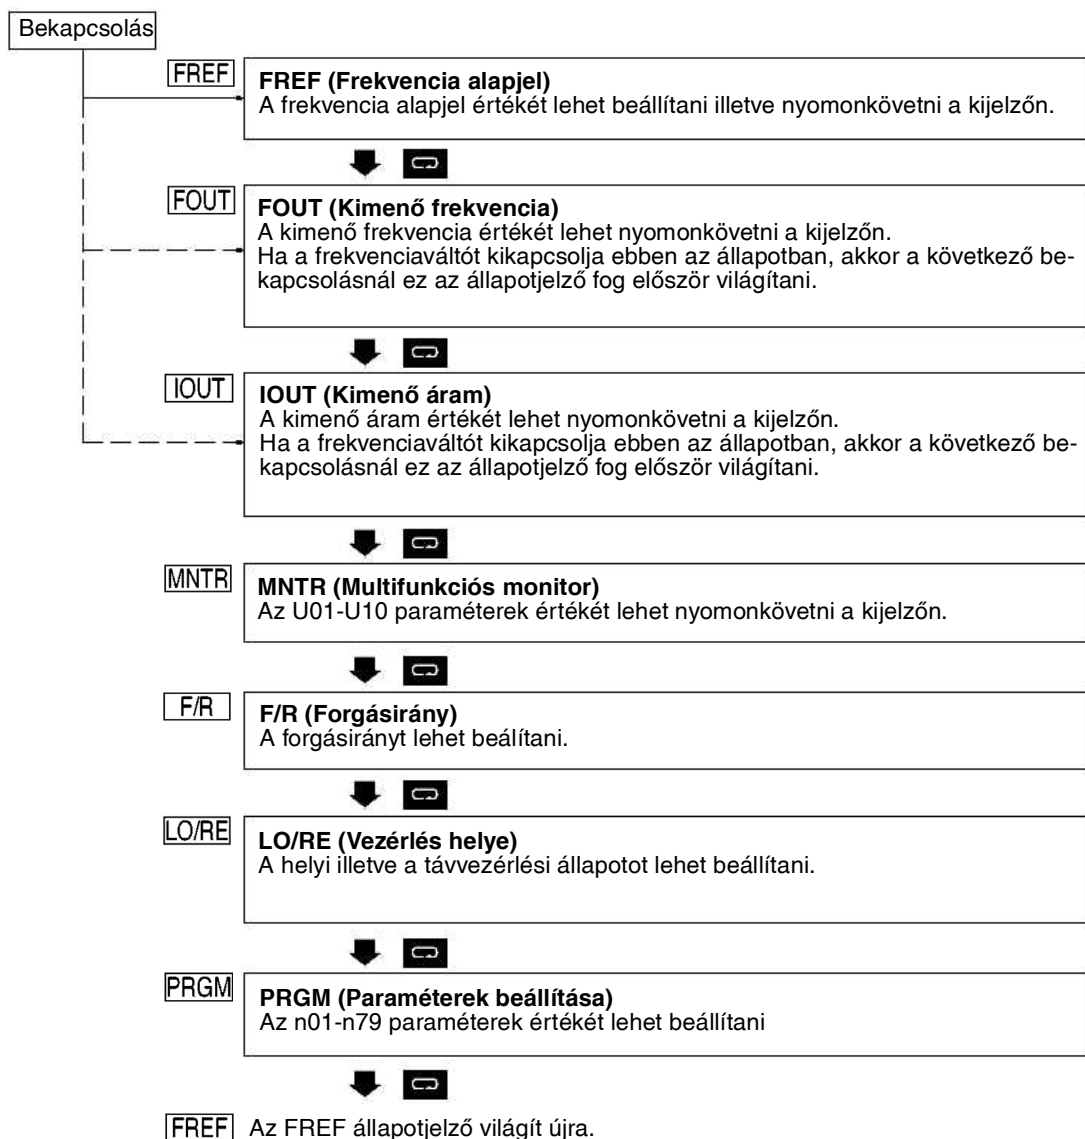 Bekapcsolás
FREF
FREF (Frekvencia alapjel)
A frekvencia alapjel értékét lehet beállítani illetve nyomonkövetni a kijelzőn.
FOUT
FOUT (Kimenő frekvencia)
A kimenő frekvencia értékét lehet nyomonkövetni a kijelzőn.
Ha a frekvenciaváltót kikapcsolja ebben az állapotban, akkor a következő be-
kapcsolásnál ez az állapotjelző fog először világítani.
IOUT
IOUT (Kimenő áram)
A kimenő áram értékét lehet nyomonkövetni a kijelzőn.
Ha a frekvenciaváltót kikapcsolja ebben az állapotban, akkor a következő be-
kapcsolásnál ez az állapotjelző fog először világítani.
MNTR
MNTR (Multifunkciós monitor)
Az U01-U10 paraméterek értékét lehet nyomonkövetni a kijelzőn.
F/R
F/R (Forgásirány)
A forgásirányt lehet beálítani.
LO/RE
LO/RE (Vezérlés helye)
A helyi illetve a távvezérlési állapotot lehet beállítani.
PRGM
PRGM (Paraméterek beállítása)
Az n01-n79 paraméterek értékét lehet beállítani
FREF Az FREF állapotjelző világít újra.